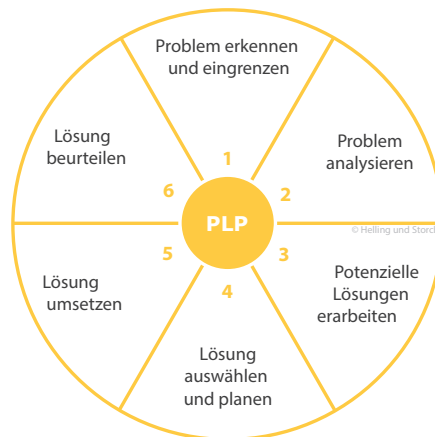 Problem erkennen
und eingrenzen
1
Problem
analysieren
2
Potenzielle
Lösungen
erarbeiten
3
Lösung
auswählen
und planen
4
Lösung
umsetzen
5
Lösung
beurteilen
6
PLP
© Helling und Storch